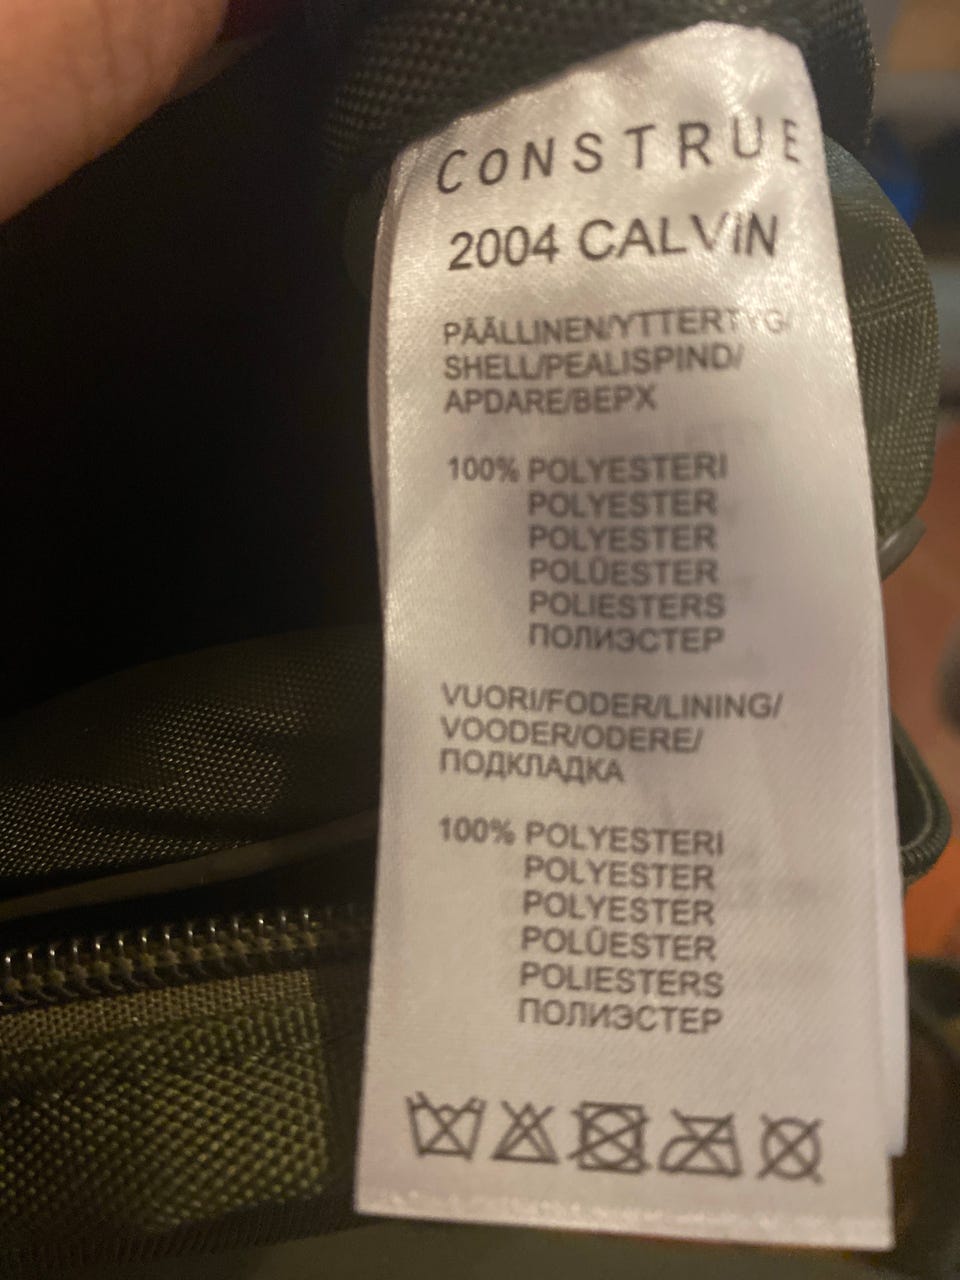 CONSTRUE
2004 CALVIN
PÄÄLLINEN/YTTERTYG/
SHELL/PEALISPIND/
APDARE/ВЕРХ
100% POLYESTERI
POLYESTER
POLYESTER
POLÜESTER
POLIESTERS
ПОЛИЭСТЕР
VUORI/FODER/LINING/
VOODER/ODERE/
ПОДКЛАДКА
100% POLYESTERI
POLYESTER
POLYESTER
POLÜESTER
POLIESTERS
ПОЛИЭСТЕР